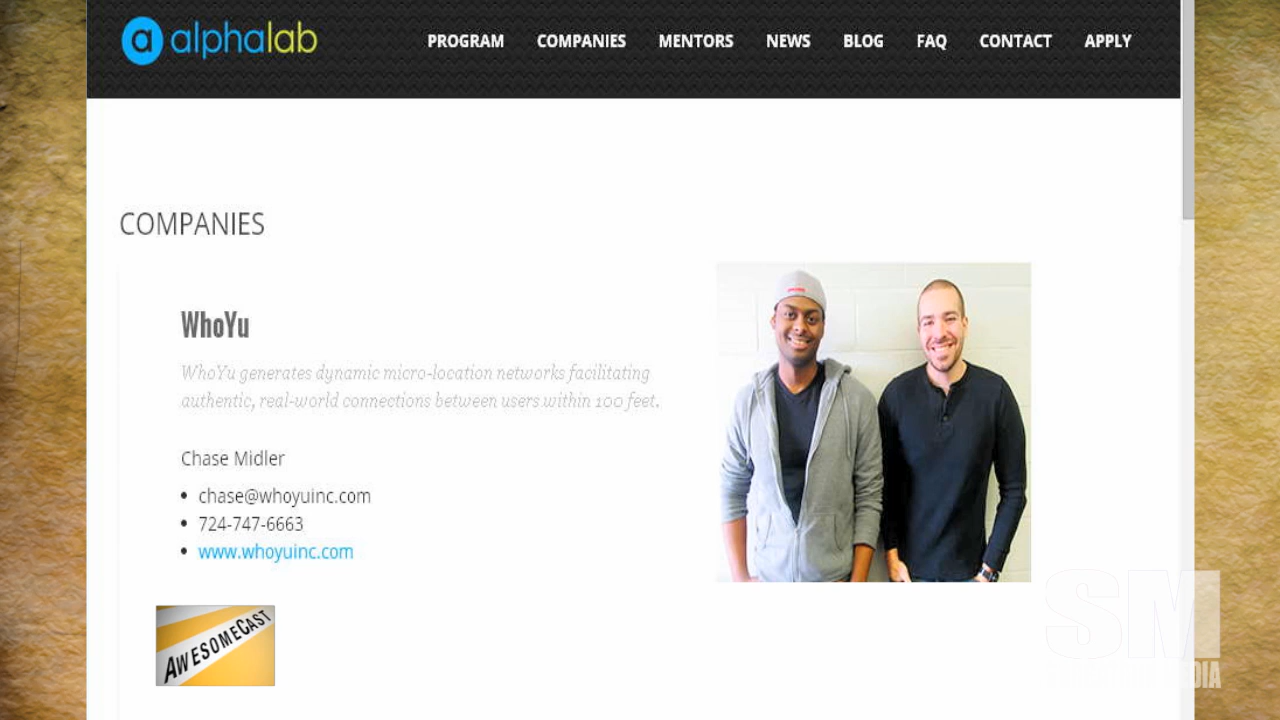 alphalab
PROGRAM COMPANIES MENTORS NEWS BLOG FAQ CONTACT APPLY
COMPANIES
WhoYu
WhoYu generates dynamic micro-location networks facilitating
authentic, real-world connections between users within 100 feet.
Chase Midler
chase@whoyuinc.com
724-747-6663
www.whoyuinc.com
AWESOMECAST
SM